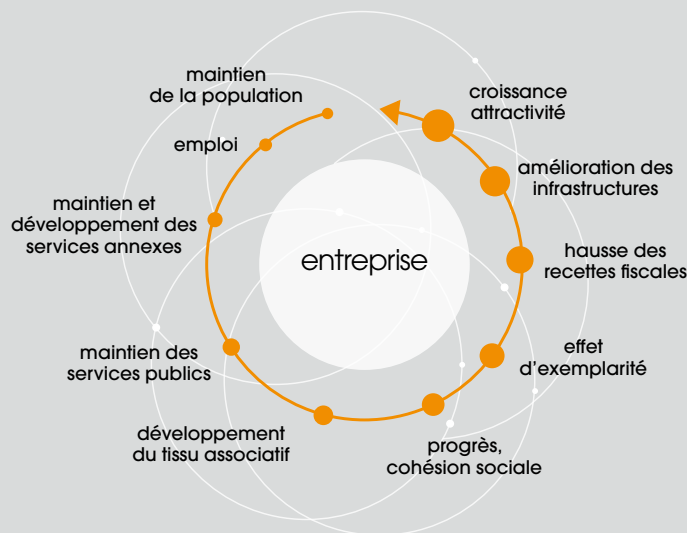 maintien
de la population
emploi
maintien et
développement des
services annexes
maintien des
services publics
développement
du tissu associatif
progrès,
cohésion sociale
effet
d'exemplarité
hausse des
recettes fiscales
amélioration des
infrastructures
croissance
attractivité
entreprise